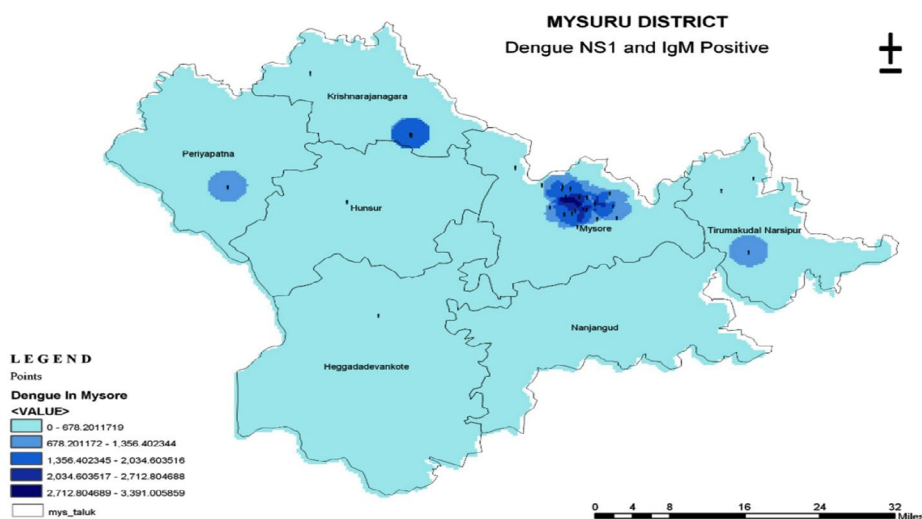 MYSURU DISTRICT
Dengue NS1 and IgM Positive
Krishnarajanagara
Periyapatna
Hunsur
Mysore
Tirumakudal Narsipur
Nanjangud
Heggadadevankote
LEGEND
Points
Dengue In Mysore
<VALUE>
0 - 678.2011719
678.201172 - 1,356.402344
1,356.402345 - 2,034.603516
2,034.603517 - 2,712.804688
2,712.804689 - 3,391.005859
mys_taluk
0 2 4 8 16 24 32
Miles